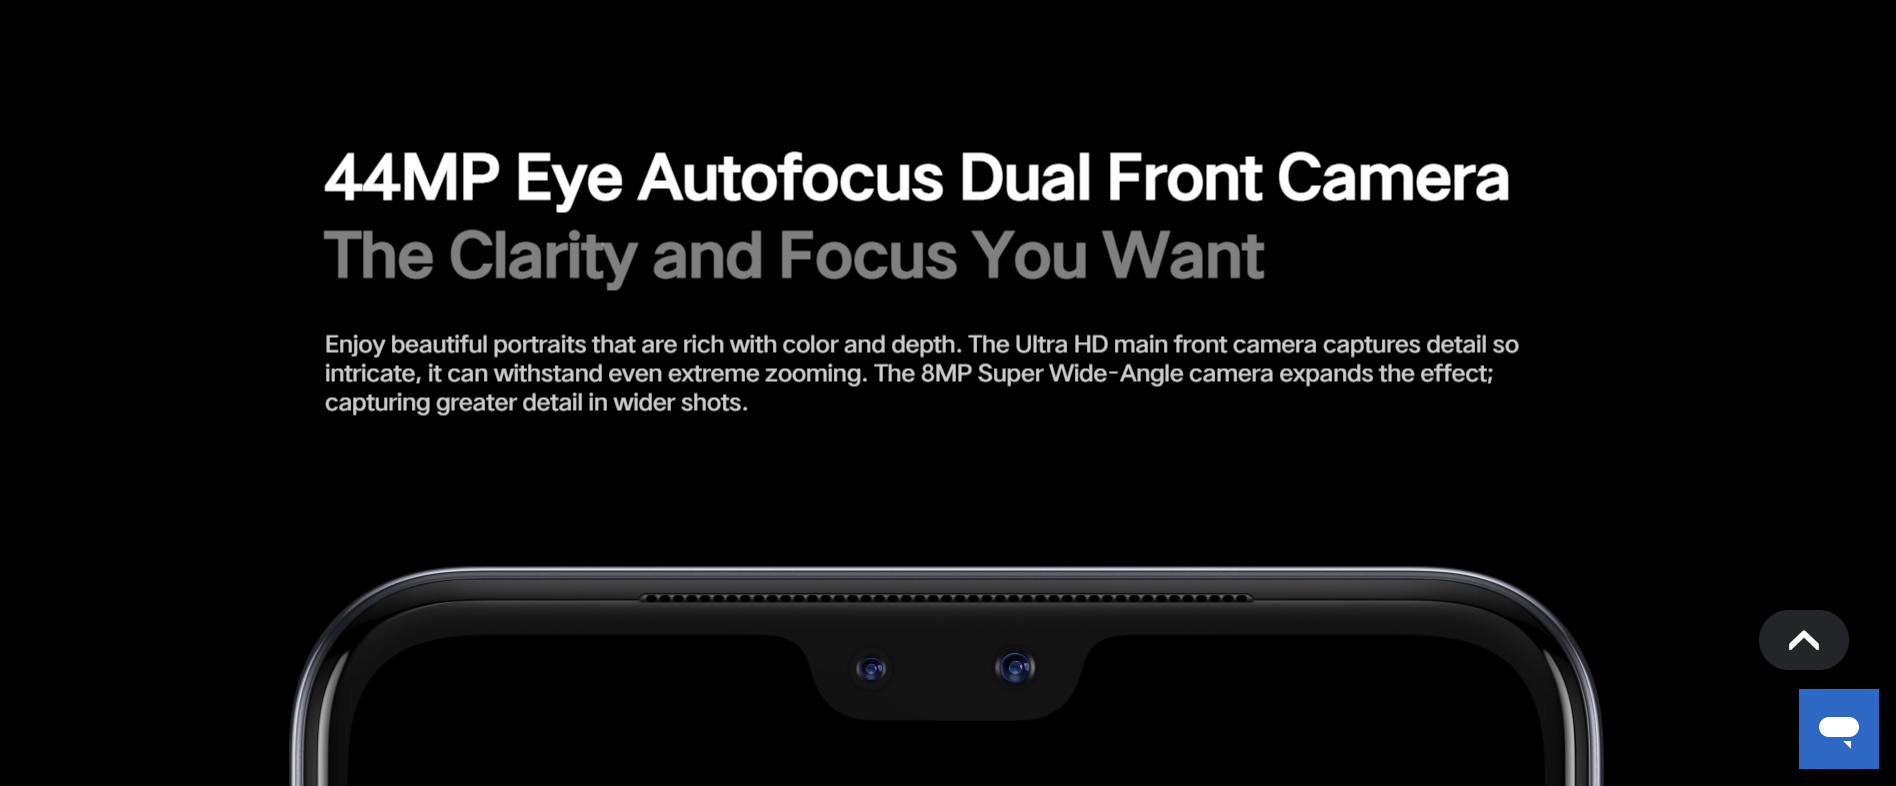 44MP Eye Autofocus Dual Front Camera
The Clarity and Focus You Want
Enjoy beautiful portraits that are rich with color and depth. The Ultra HD main front camera captures detail so
intricate, it can withstand even extreme zooming. The 8MP Super Wide-Angle camera expands the effect;
capturing greater detail in wider shots.